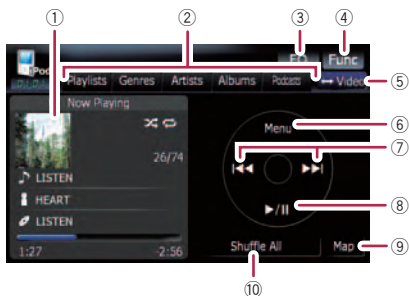 ① ② ③ ④
EQ Func
iPod
Playlists Genres Artists Albums Podcasts Video ⑤
Now Playing
Menu ⑥
26/74
⑦
LISTEN
HEART
LISTEN
⑧
1:27 -2:56
Shuffle All Map ⑨
⑩